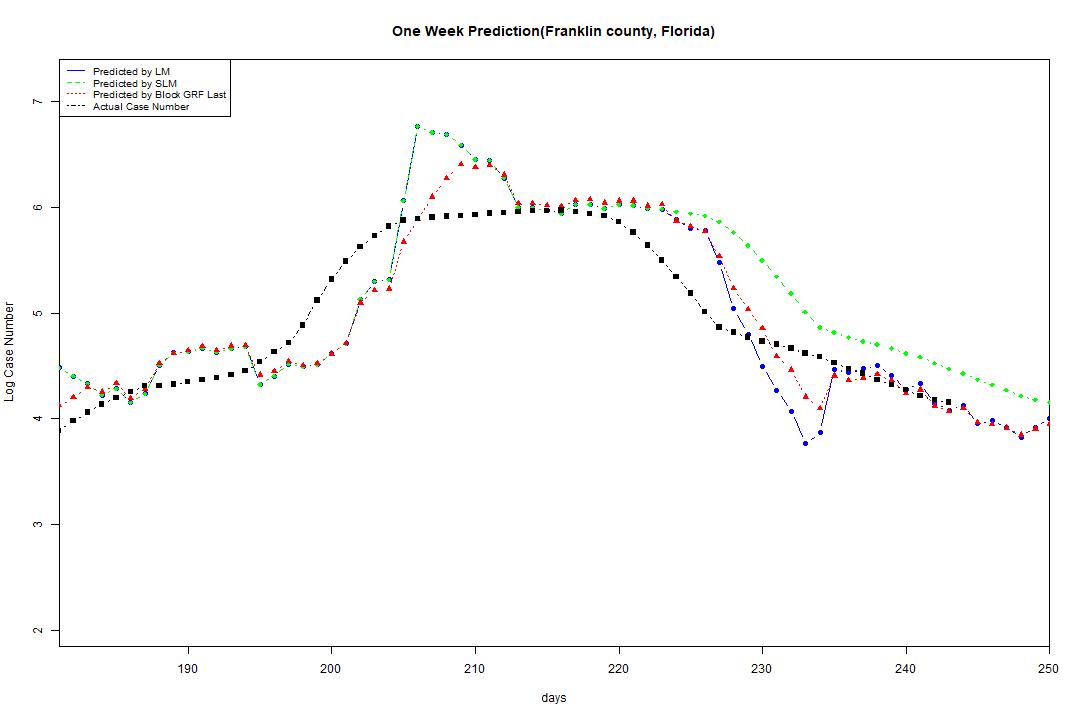 One Week Prediction(Franklin county, Florida)
Predicted by LM
Predicted by SLM
Predicted by Block GRF Last
Actual Case Number
7
6
5
4
3
2
Log Case Number
190 200 210 220 230 240 250
days